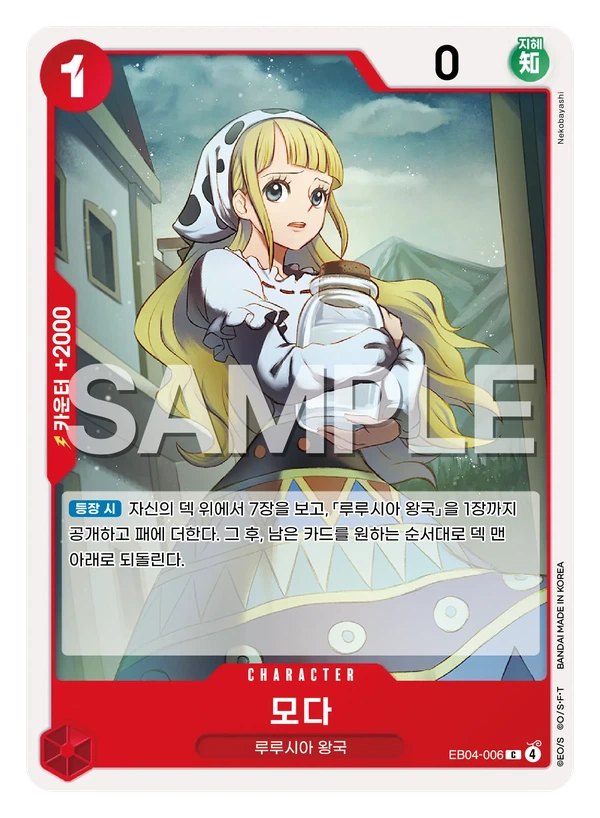 1
0
지혜
知
Nekobayashi
카운터 +2000
SAMPLE
등장 시 자신의 덱 위에서 7장을 보고, 「루루시아 왕국」을 1장까지
공개하고 패에 더한다. 그 후, 남은 카드를 원하는 순서대로 덱 맨
아래로 되돌린다.
CHARACTER
모다
루루시아 왕국
EB04-006 C 4
©EO/S ©O/S·F·T BANDAI MADE IN KOREA